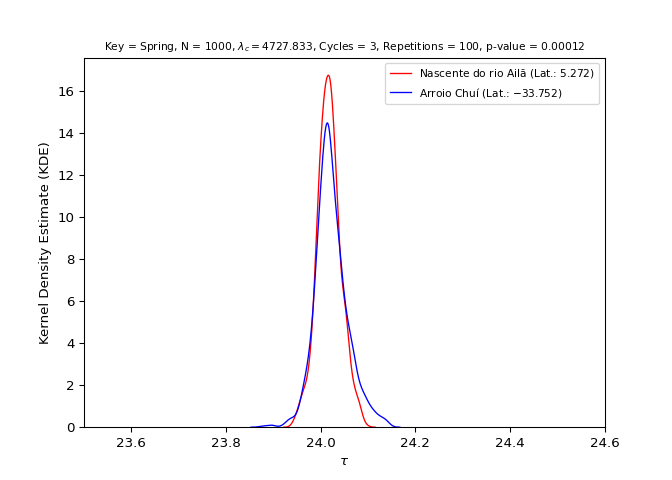 Key = Spring, N = 1000, λc = 4727.833, Cycles = 3, Repetitions = 100, p-value = 0.00012
Nascente do rio Ailã (Lat.: 5.272)
Arroio Chuí (Lat.: −33.752)
Kernel Density Estimate (KDE)
16
14
12
10
8
6
4
2
0
23.6 23.8 24.0 24.2 24.4 24.6
τ